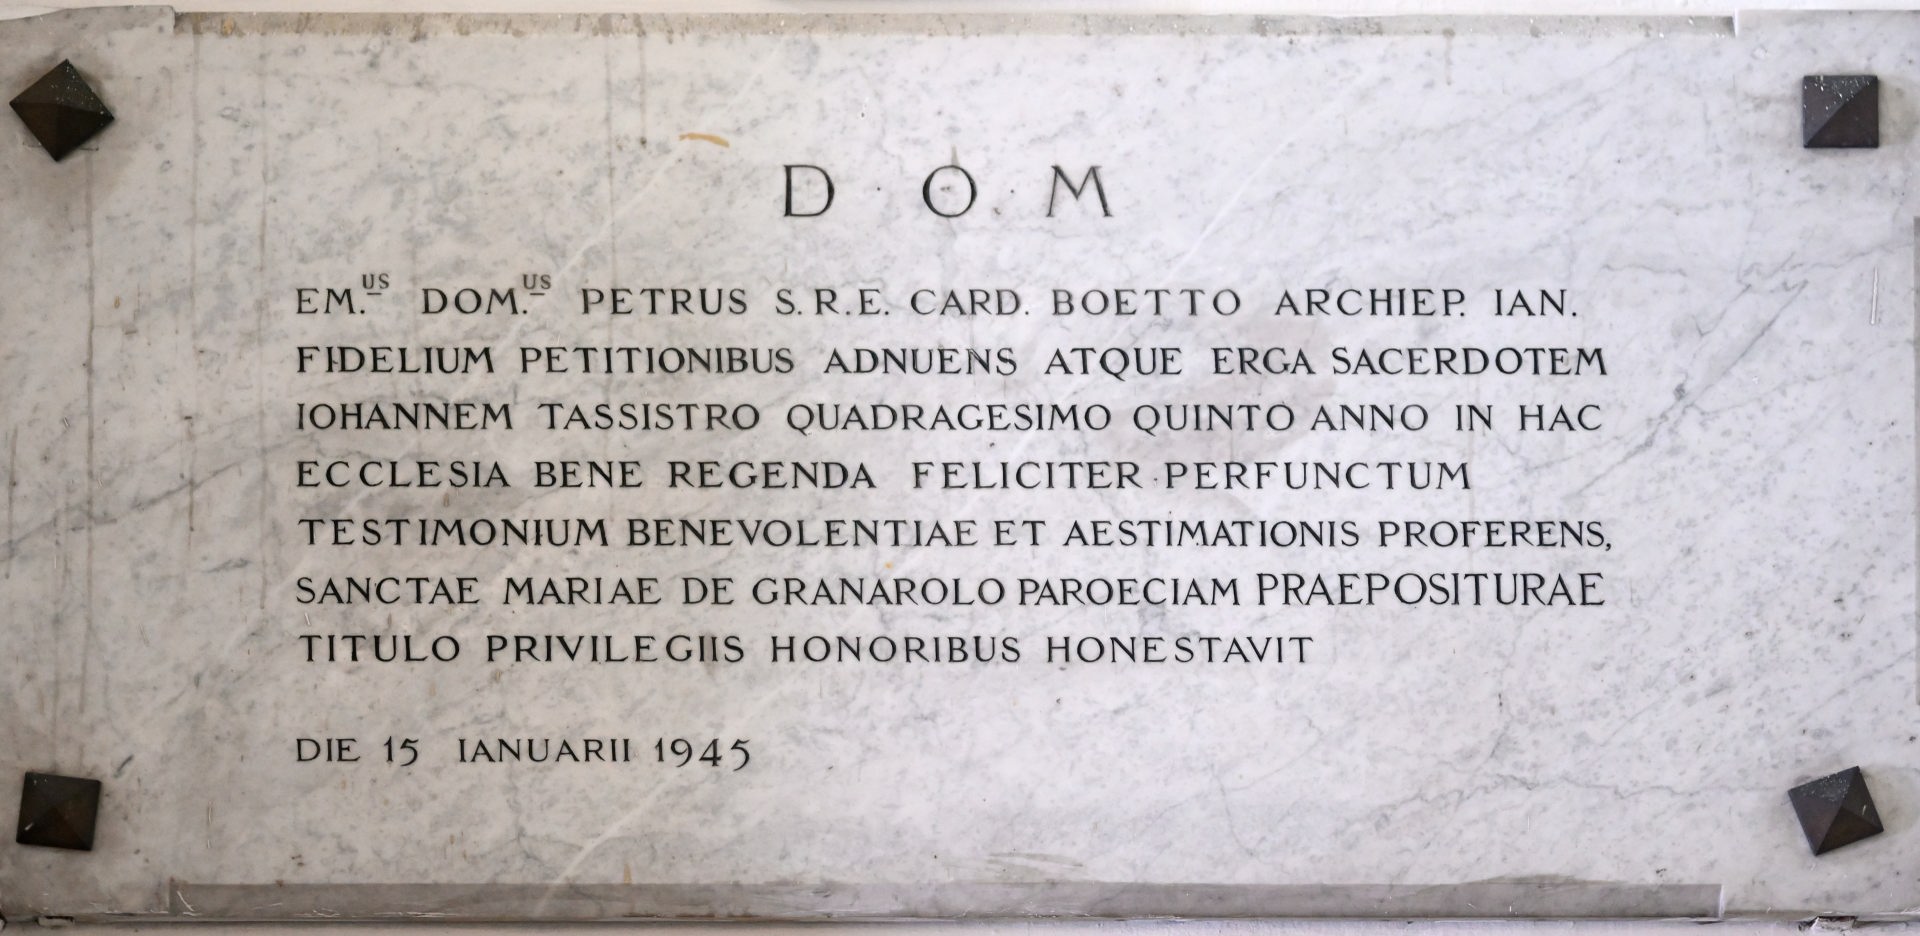 D · O · M
EM.US DOM.US PETRUS S.R.E. CARD. BOETTO ARCHIEP. IAN.
FIDELIUM PETITIONIBUS ADNUENS ATQUE ERGA SACERDOTEM
IOHANNEM TASSISTRO QUADRAGESIMO QUINTO ANNO IN HAC
ECCLESIA BENE REGENDA FELICITER PERFUNCTUM
TESTIMONIUM BENEVOLENTIAE ET AESTIMATIONIS PROFERENS,
SANCTAE MARIAE DE GRANAROLO PAROECIAM PRAEPOSITURAE
TITULO PRIVILEGIIS HONORIBUS HONESTAVIT
DIE 15 IANUARII 1945